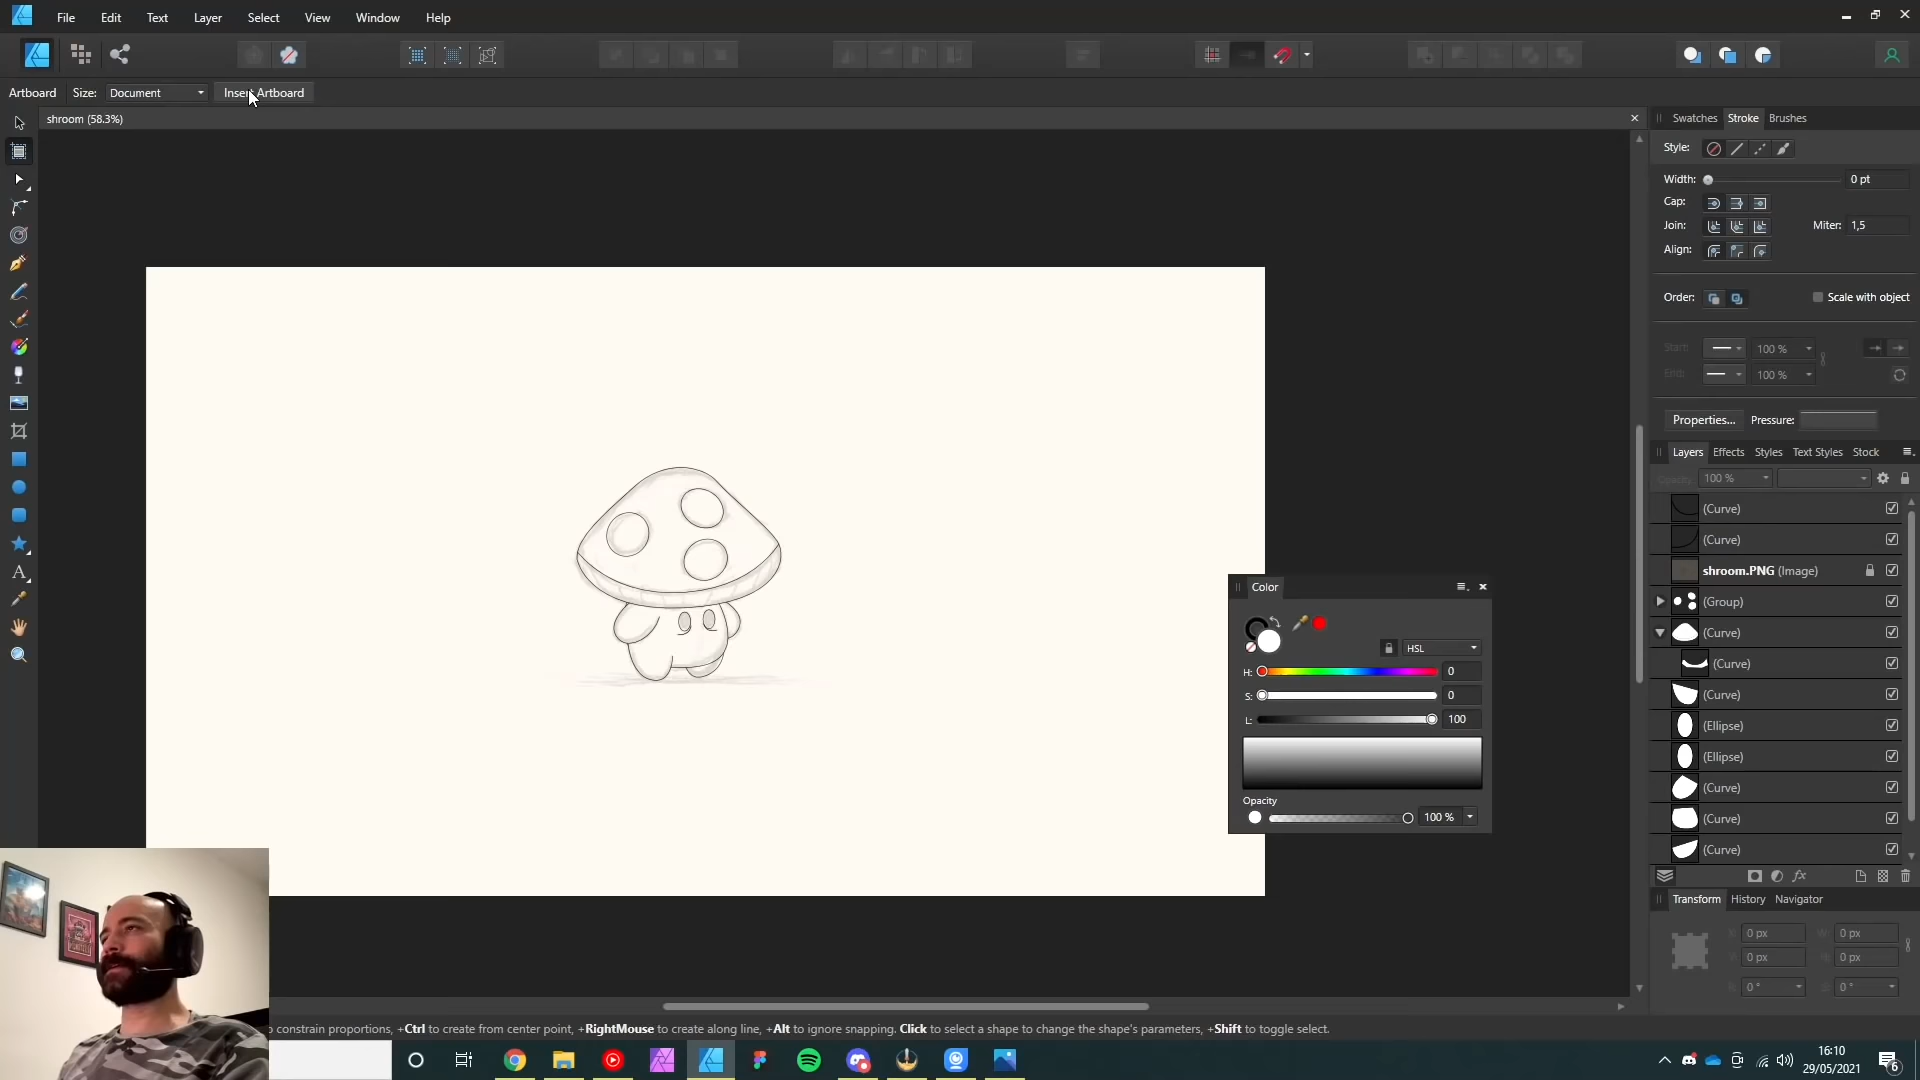 File Edit Text Layer Select View Window Help
Artboard Size: Document Insert Artboard
shroom (58.3%)
Swatches Stroke Brushes
Style:
Width: 0 pt
Cap:
Join: Miter: 1,5
Align:
Order: Scale with object
Start: 100 %
End: 100 %
Properties... Pressure:
Layers Effects Styles Text Styles Stock
Opacity: 100 %
(Curve)
(Curve)
shroom.PNG (Image)
(Group)
(Curve)
(Curve)
(Curve)
(Ellipse)
(Ellipse)
(Curve)
(Curve)
(Curve)
Color
HSL
H: 0
S: 0
L: 100
Opacity
100 %
Transform History Navigator
X: 0 px W: 0 px
Y: 0 px H: 0 px
0 ° 0 °
o constrain proportions, +Ctrl to create from center point, +RightMouse to create along line, +Alt to ignore snapping. Click to select a shape to change the shape's parameters, +Shift to toggle select.
16:10
29/05/2021
6